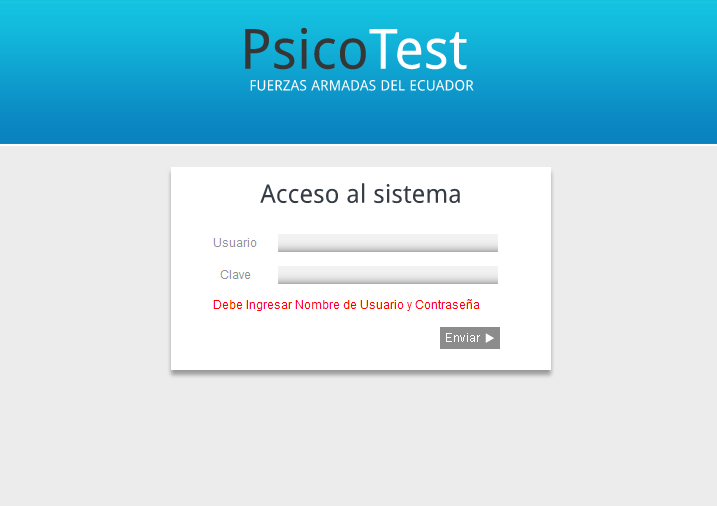 PsicoTest
FUERZAS ARMADAS DEL ECUADOR
Acceso al sistema
Usuario
Clave
Debe Ingresar Nombre de Usuario y Contraseña
Enviar